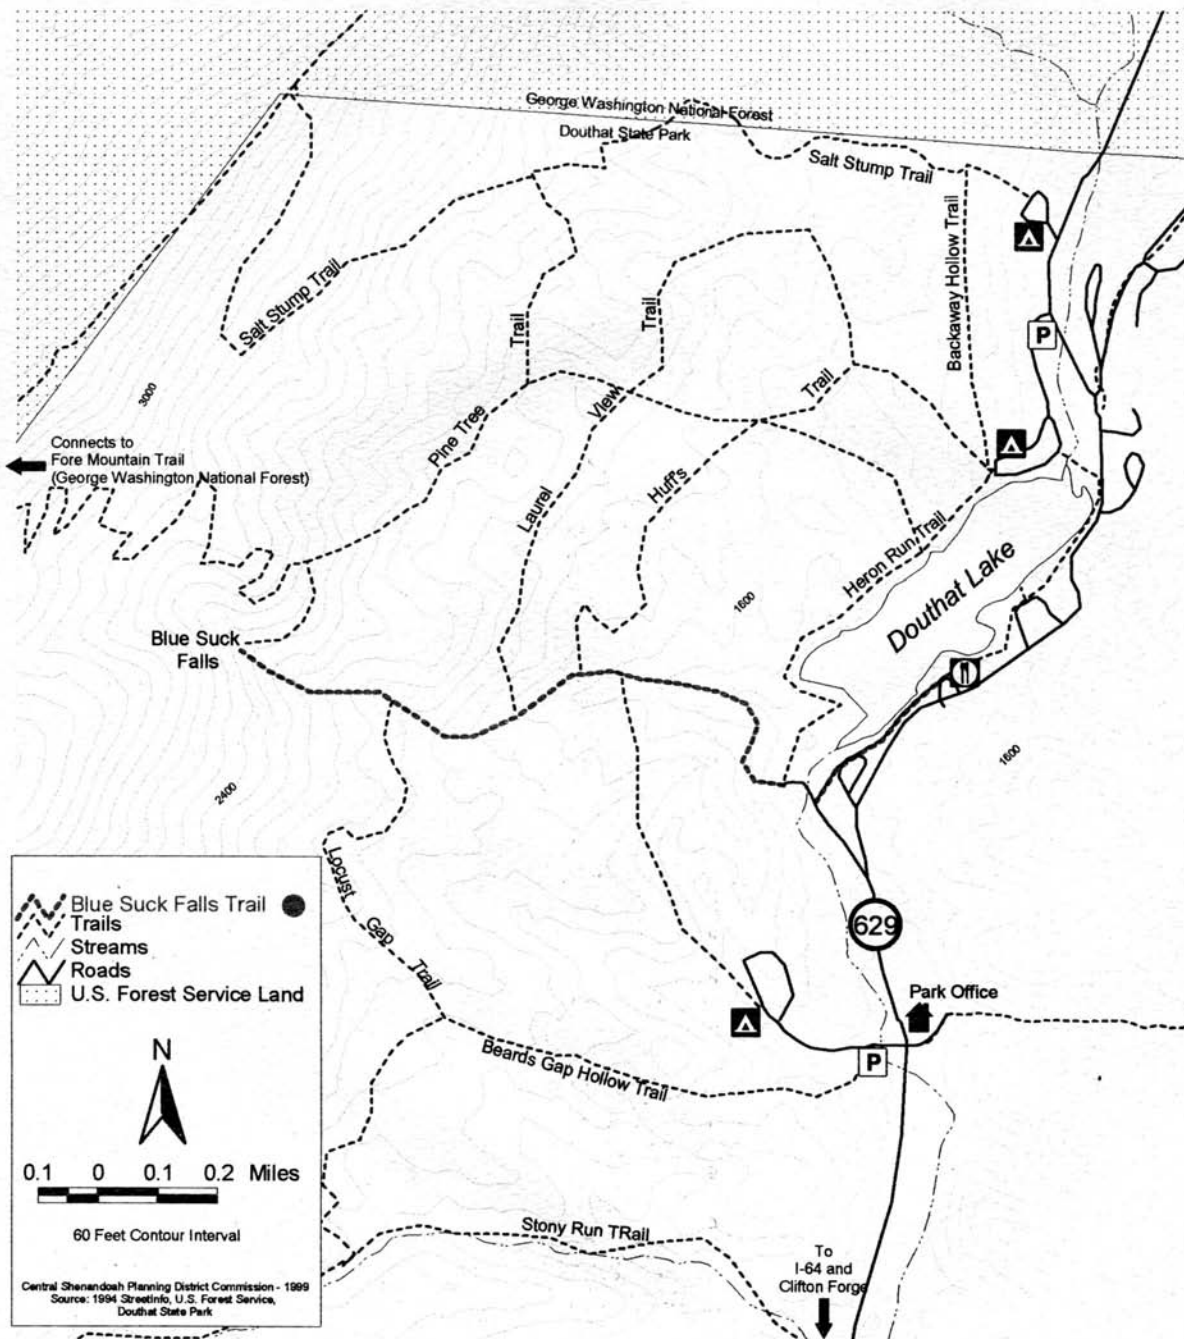 George Washington National Forest
Douthat State Park
Salt Stump Trail
Backaway Hollow Trail
Salt Stump Trail
Trail
Trail
P
3000
Pine Tree
View
Trail
Connects to
Fore Mountain Trail
(George Washington National Forest)
Laurel
Huff's
Heron Run Trail
Douthat Lake
1600
Blue Suck
Falls
1600
2400
Locust
Gap
Trail
Blue Suck Falls Trail
Trails
Streams
Roads
U.S. Forest Service Land
629
Park Office
N
Beards Gap Hollow Trail
P
0.1 0 0.1 0.2 Miles
60 Feet Contour Interval
Stony Run TRail
To
I-64 and
Clifton Forge
Central Shenandoah Planning District Commission - 1999
Source: 1994 StreetInfo, U.S. Forest Service,
Douthat State Park